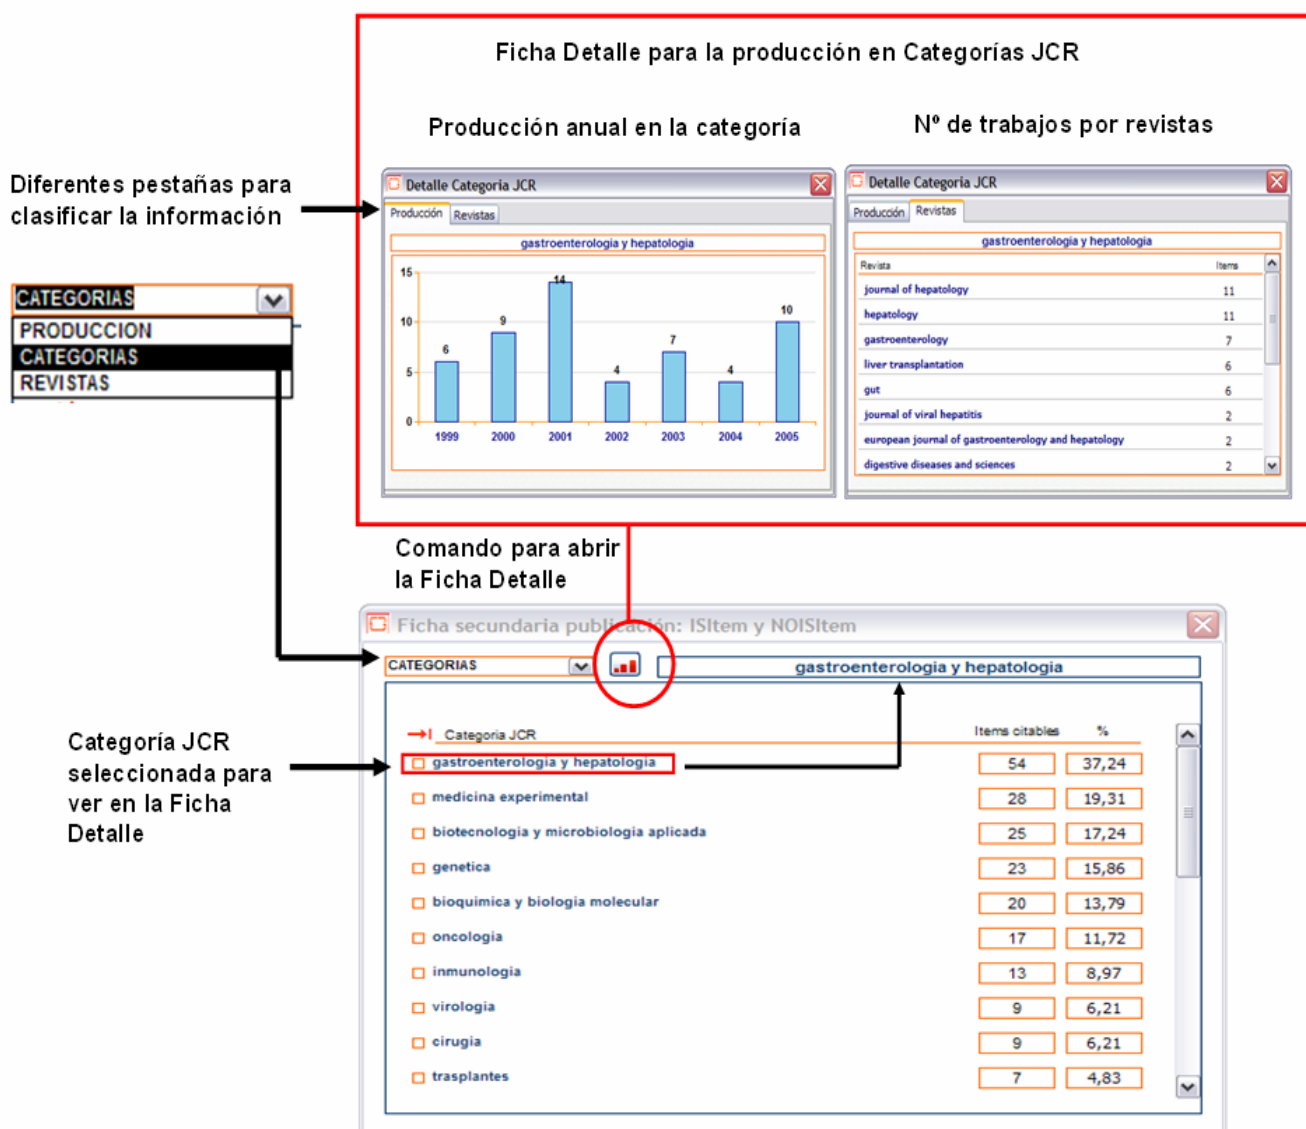 Ficha Detalle para la producción en Categorías JCR
Producción anual en la categoría
Nº de trabajos por revistas
Diferentes pestañas para
clasificar la información
Detalle Categoria JCR
Producción
Revistas
gastroenterologia y hepatologia
15
10
5
0
6
9
14
4
7
4
10
1999
2000
2001
2002
2003
2004
2005
Detalle Categoria JCR
Producción
Revistas
gastroenterologia y hepatologia
Revista Items
journal of hepatology 11
hepatology 11
gastroenterology 7
liver transplantation 6
gut 6
journal of viral hepatitis 2
european journal of gastroenterology and hepatology 2
digestive diseases and sciences 2
CATEGORIAS
PRODUCCION
CATEGORIAS
REVISTAS
Comando para abrir
la Ficha Detalle
Ficha secundaria publicación: ISItem y NOISItem
CATEGORIAS
gastroenterologia y hepatologia
Categoría JCR
seleccionada para
ver en la Ficha
Detalle
Categoria JCR Items citables %
gastroenterologia y hepatologia 54 37,24
medicina experimental 28 19,31
biotecnologia y microbiologia aplicada 25 17,24
genetica 23 15,86
bioquimica y biologia molecular 20 13,79
oncologia 17 11,72
inmunologia 13 8,97
virologia 9 6,21
cirugia 9 6,21
trasplantes 7 4,83